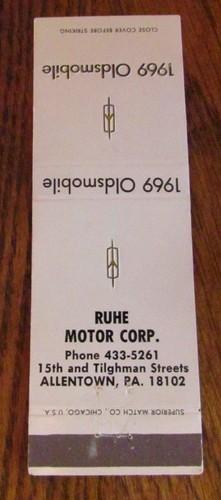 CLOSE COVER BEFORE STRIKING
1969 Oldsmobile
1969 Oldsmobile
RUHE
MOTOR CORP.
Phone 433-5261
15th and Tilghman Streets
ALLENTOWN, PA. 18102
SUPERIOR MATCH CO., CHICAGO, U.S.A.